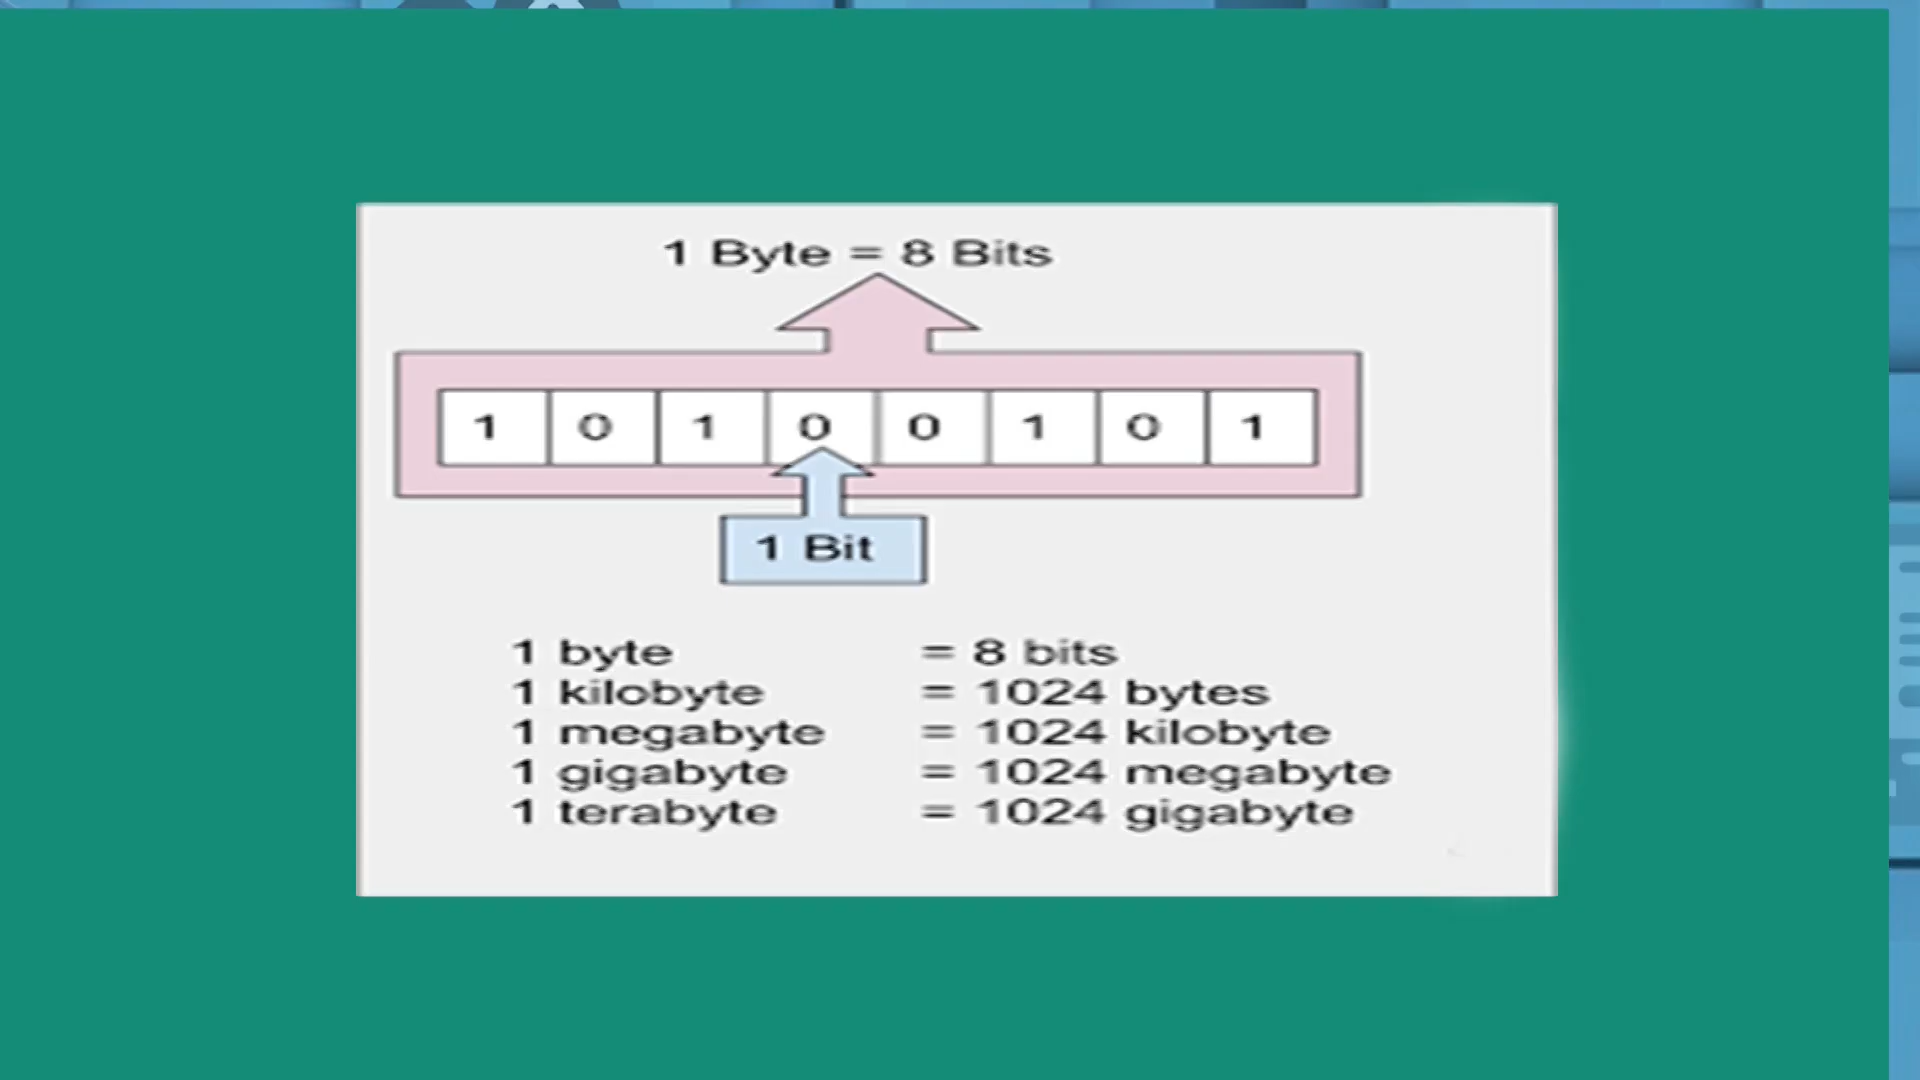 1 Byte = 8 Bits
1 0 1 0 0 1 0 1
1 Bit
1 byte = 8 bits
1 kilobyte = 1024 bytes
1 megabyte = 1024 kilobyte
1 gigabyte = 1024 megabyte
1 terabyte = 1024 gigabyte